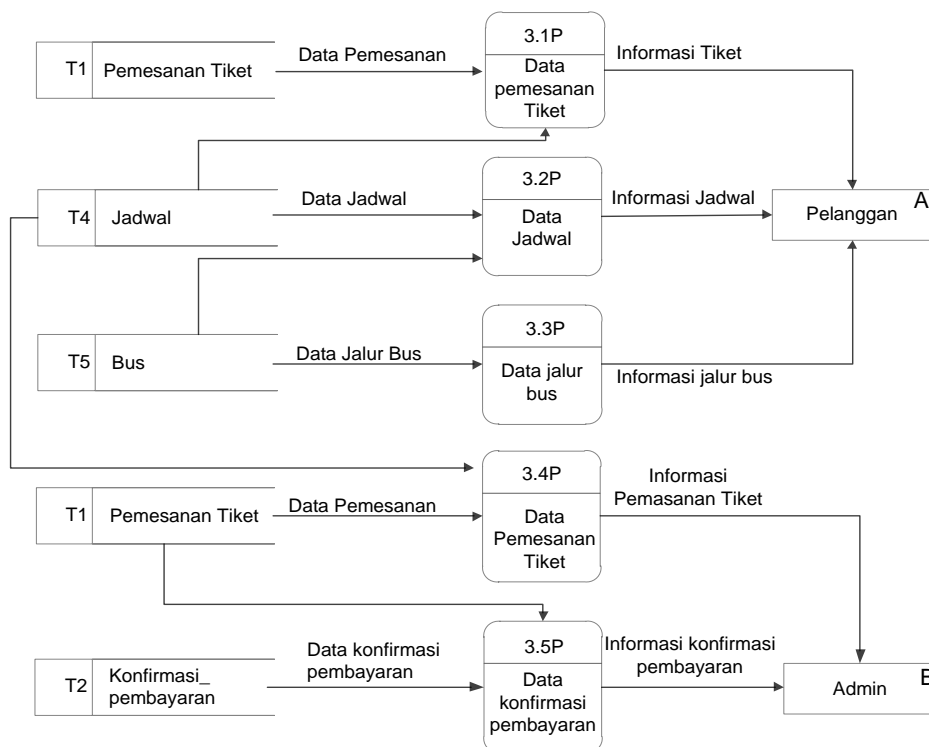 T1
Pemesanan Tiket
Data Pemesanan
3.1P
Data
pemesanan
Tiket
Informasi Tiket
T4
Jadwal
Data Jadwal
3.2P
Data
Jadwal
Informasi Jadwal
Pelanggan
A
T5
Bus
Data Jalur Bus
3.3P
Data jalur
bus
Informasi jalur bus
T1
Pemesanan Tiket
Data Pemesanan
3.4P
Data
Pemesanan
Tiket
Informasi
Pemasanan Tiket
T2
Konfirmasi_
pembayaran
Data konfirmasi
pembayaran
3.5P
Data
konfirmasi
pembayaran
Informasi konfirmasi
pembayaran
Admin
B